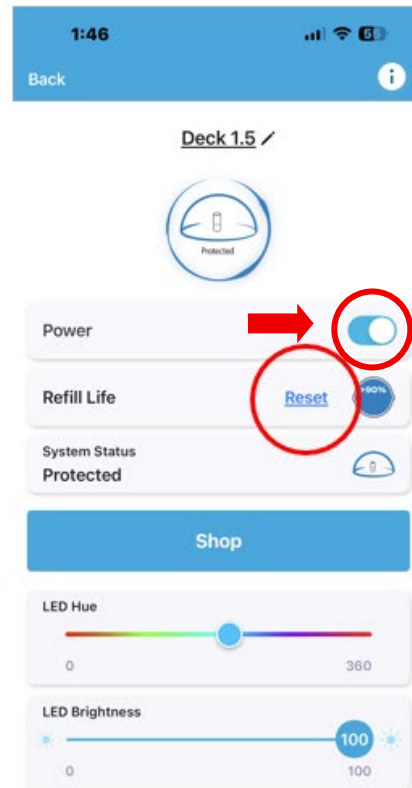 1:46
Back
Deck 1.5
Protected
Power
Refill Life Reset >90%
System Status
Protected
Shop
LED Hue
0 360
LED Brightness
100
0 100